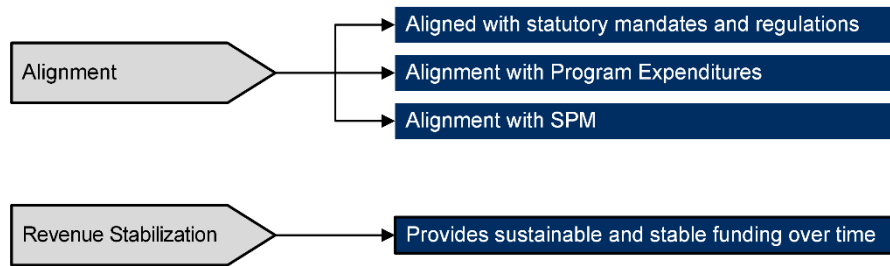 Alignment
Aligned with statutory mandates and regulations
Alignment with Program Expenditures
Alignment with SPM
Revenue Stabilization
Provides sustainable and stable funding over time